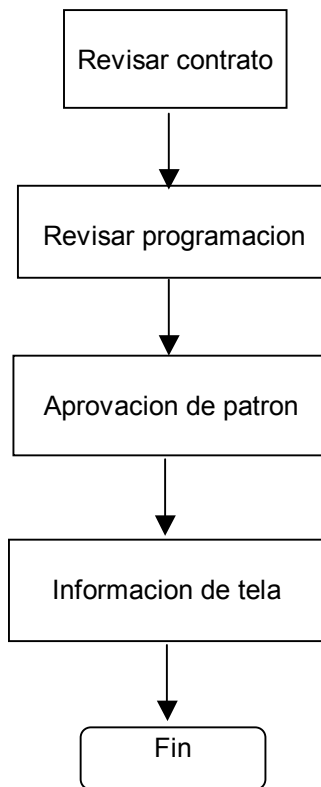 Revisar contrato
Revisar programacion
Aprovacion de patron
Informacion de tela
Fin